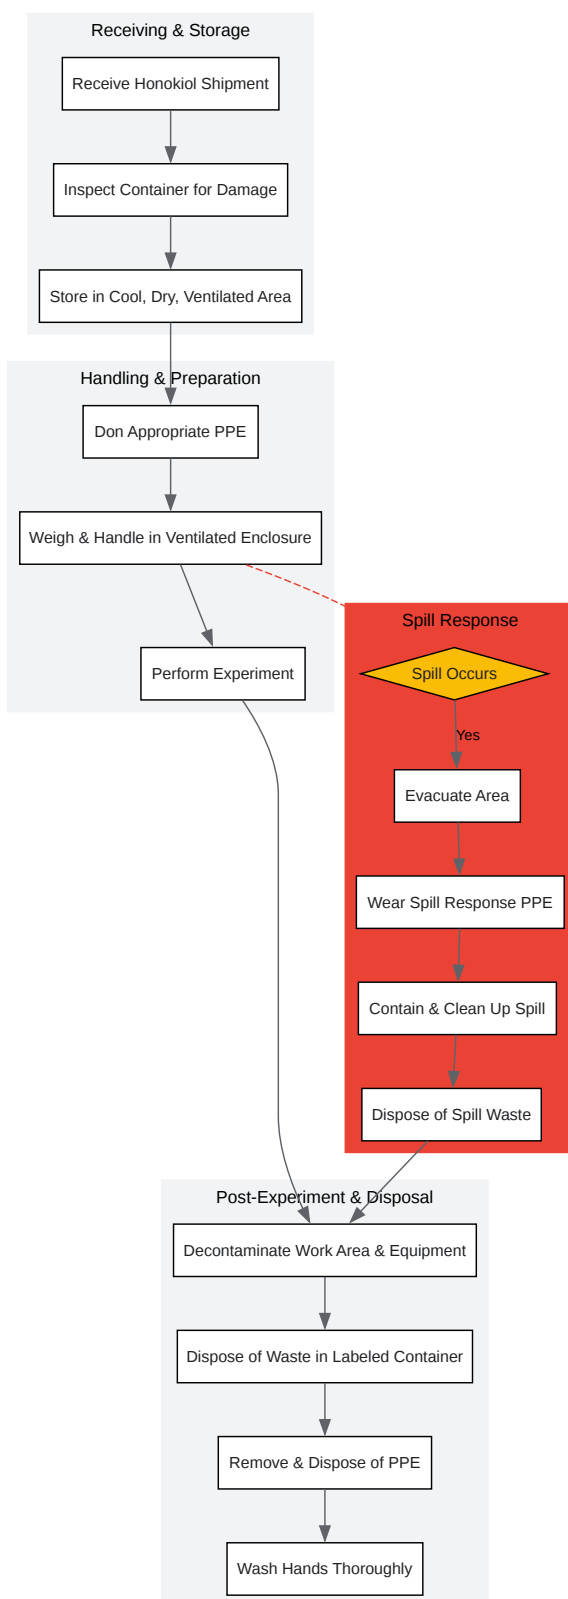 Receiving & Storage
Receive Honokiol Shipment
Inspect Container for Damage
Store in Cool, Dry, Ventilated Area
Handling & Preparation
Don Appropriate PPE
Weigh & Handle in Ventilated Enclosure
Perform Experiment
Spill Response
Spill Occurs
Yes
Evacuate Area
Wear Spill Response PPE
Contain & Clean Up Spill
Dispose of Spill Waste
Post-Experiment & Disposal
Decontaminate Work Area & Equipment
Dispose of Waste in Labeled Container
Remove & Dispose of PPE
Wash Hands Thoroughly